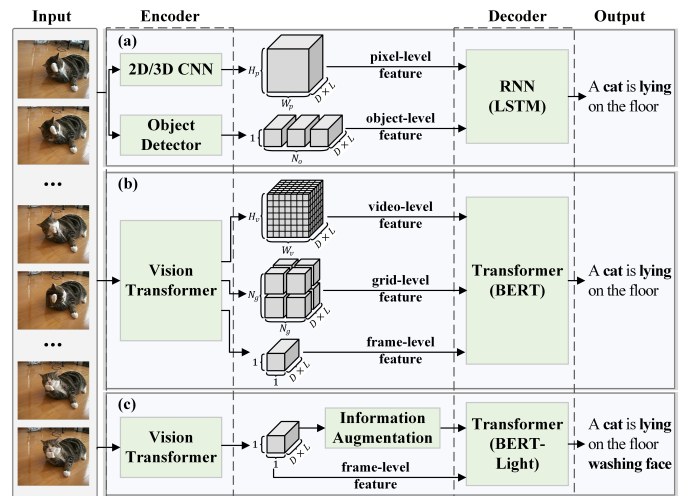 Input Encoder Decoder Output
(a)
2D/3D CNN
H_p
W_p
D × L
pixel-level
feature
RNN
(LSTM)
A cat is lying
on the floor
Object
Detector
1
N_o
D × L
object-level
feature
...
(b)
Vision
Transformer
H_v
W_v
D × L
video-level
feature
N_g
N_g
D × L
grid-level
feature
1
1
D × L
frame-level
feature
Transformer
(BERT)
A cat is lying
on the floor
...
(c)
Vision
Transformer
1
1
D × L
Information
Augmentation
frame-level
feature
Transformer
(BERT-
Light)
A cat is lying
on the floor
washing face